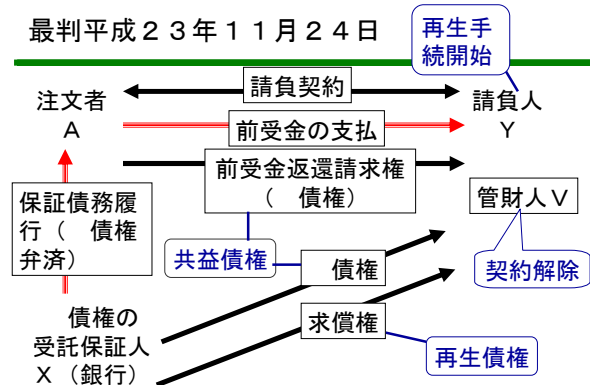 最判平成23年11月24日
再生手
続開始
注文者
A
請負契約
請負人
Y
前受金の支払
前受金返還請求権
(　債権)
管財人V
保証債務履
行(　債権
弁済)
共益債権
債権
契約解除
債権の
受託保証人
X(銀行)
求償権
再生債権